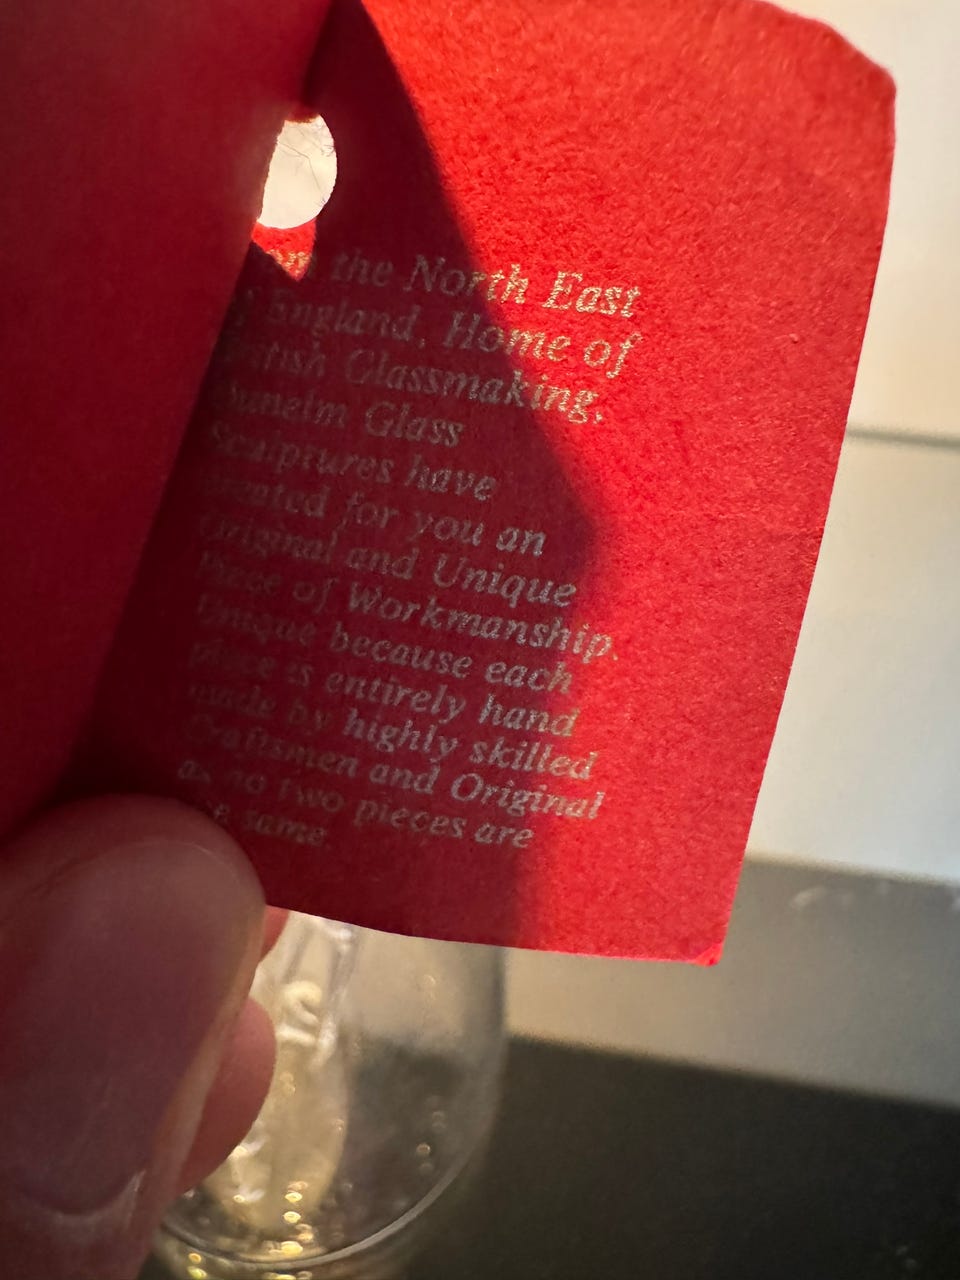 From the North East
of England, Home of
British Glassmaking,
Dunelm Glass
Sculptures have
created for you an
Original and Unique
Piece of Workmanship.
Unique because each
piece is entirely hand
made by highly skilled
Craftsmen and Original
as no two pieces are
the same.